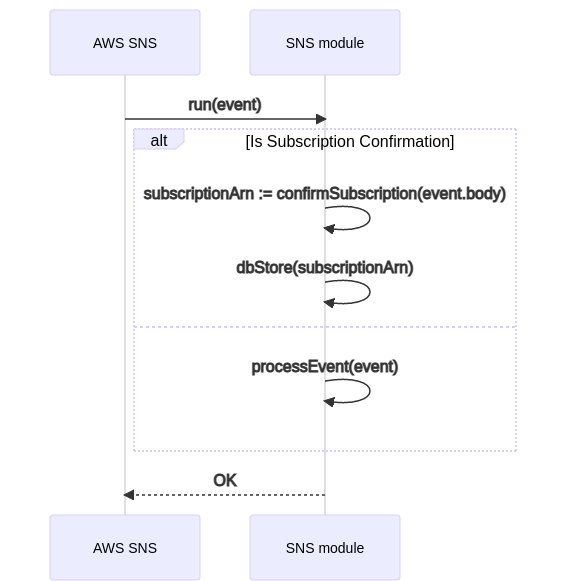 AWS SNS
SNS module
run(event)
alt
[Is Subscription Confirmation]
subscriptionArn := confirmSubscription(event.body)
dbStore(subscriptionArn)
processEvent(event)
OK
AWS SNS
SNS module